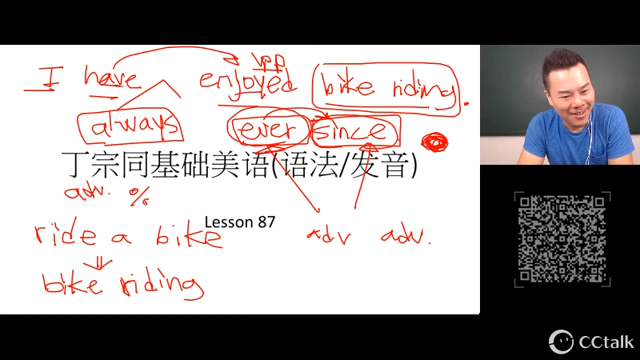 I have enjoyed bike riding.
Vpp
always ever since
丁宗同基础美语(语法/发音)
adv. %
Lesson 87
ride a bike adv adv.
bike riding
CCtalk